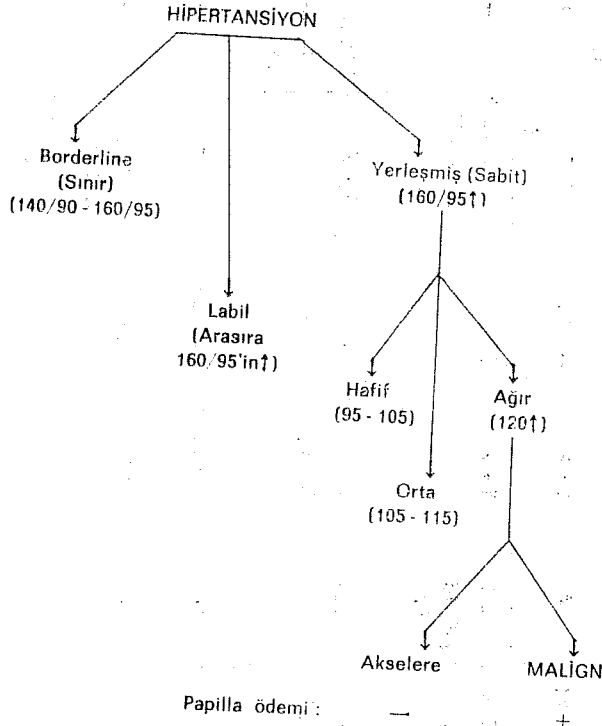 HİPERTANSİYON
Borderline
(Sınır)
(140/90 - 160/95)
Yerleşmiş (Sabit)
(160/95↑)
Labil
(Arasıra
160/95'in↑)
Hafif
(95 - 105)
Ağır
(120↑)
Orta
(105 - 115)
Akselere
MALİGN
Papilla ödemi : — +